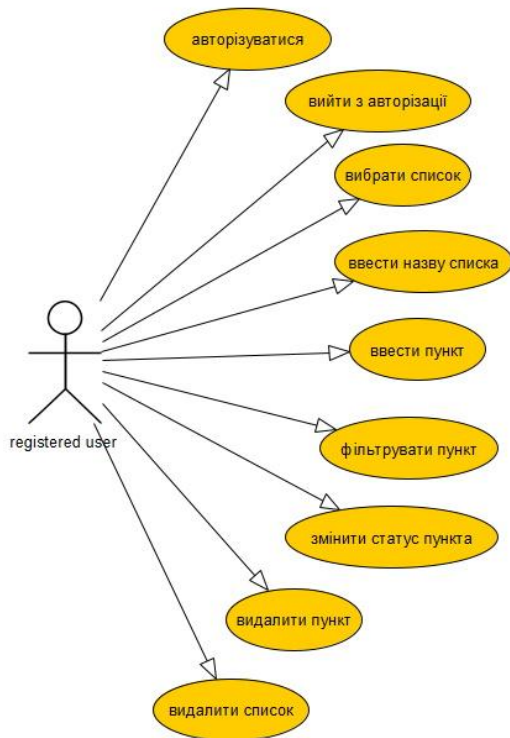 авторізуватися
вийти з авторізації
вибрати список
ввести назву списка
ввести пункт
registered user
фільтрувати пункт
змінити статус пункта
видалити пункт
видалити список